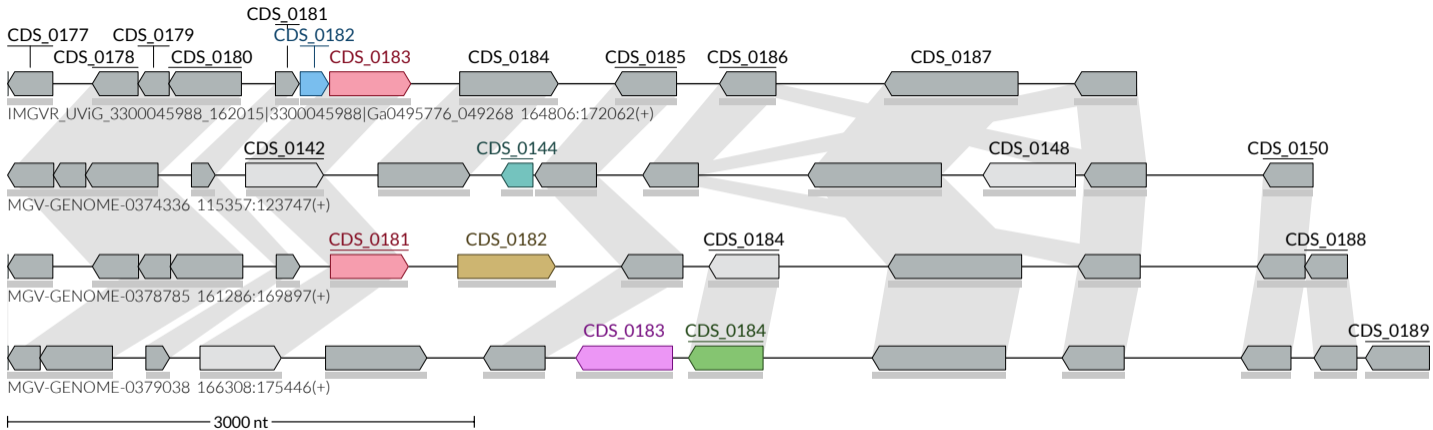 CDS_0181
CDS_0177 CDS_0179 CDS_0182
CDS_0178 CDS_0180 CDS_0183 CDS_0184 CDS_0185 CDS_0186 CDS_0187
IMGVR_UViG_3300045988_162015|3300045988|Ga0495776_049268 164806:172062(+)
CDS_0142 CDS_0144 CDS_0148 CDS_0150
MGV-GENOME-0374336 115357:123747(+)
CDS_0181 CDS_0182 CDS_0184 CDS_0188
MGV-GENOME-0378785 161286:169897(+)
CDS_0183 CDS_0184 CDS_0189
MGV-GENOME-0379038 166308:175446(+)
3000 nt